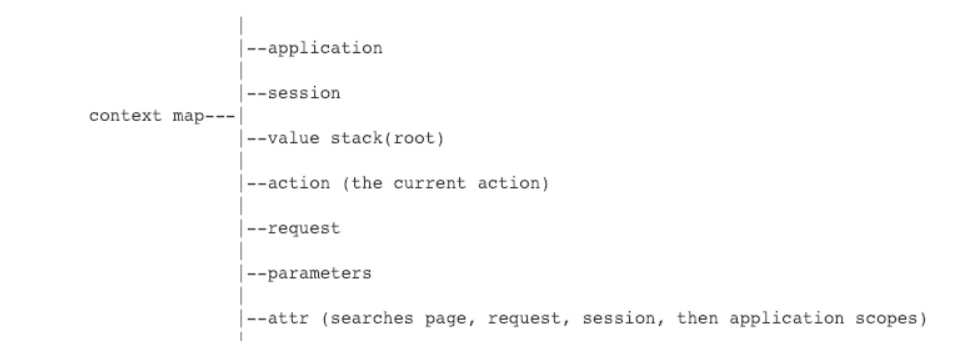 |
|--application
|
|--session
context map---|
|--value stack(root)
|
|--action (the current action)
|
|--request
|
|--parameters
|
|--attr (searches page, request, session, then application scopes)
|